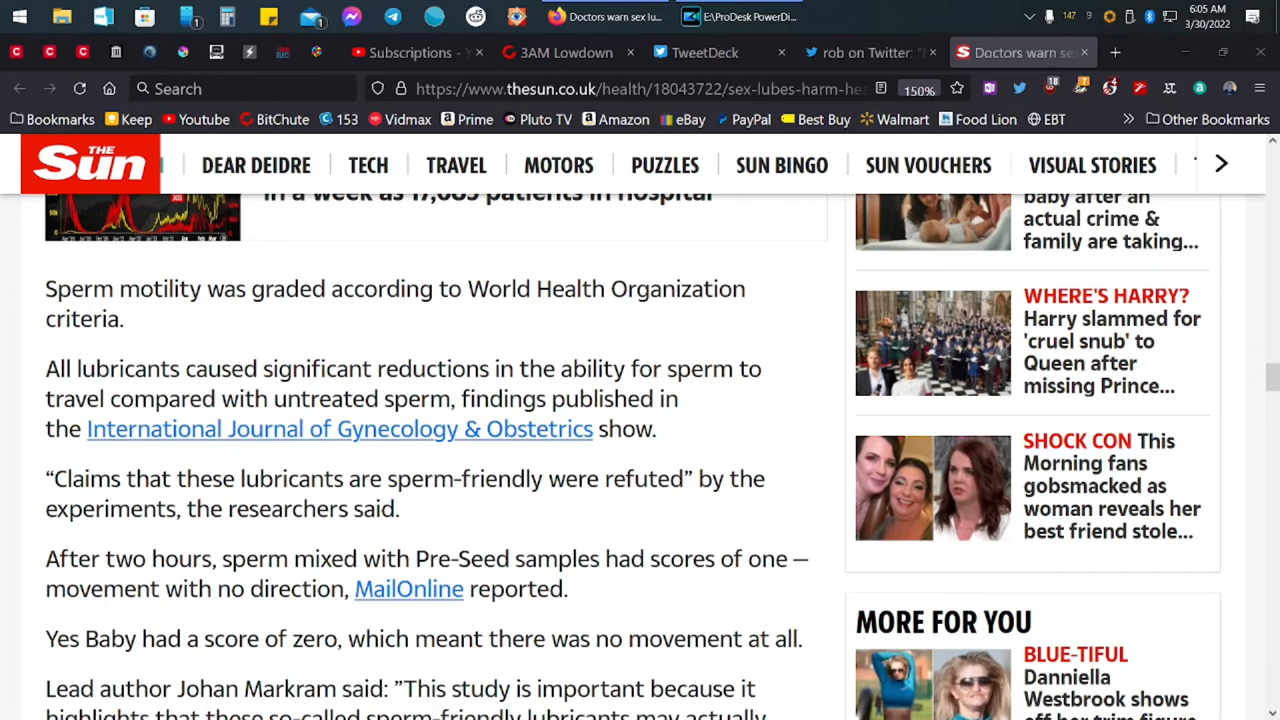 Doctors warn sex lu...
E:\ProDesk PowerDi...
147
9
6:05 AM
3/30/2022
Subscriptions - Y
3AM Lowdown
TweetDeck
rob on Twitter: "
Doctors warn sex
Search
https://www.thesun.co.uk/health/18043722/sex-lubes-harm-he
150%
18
7
4
Bookmarks
Keep
Youtube
BitChute
153
Vidmax
Prime
Pluto TV
Amazon
eBay
PayPal
Best Buy
Walmart
Food Lion
EBT
Other Bookmarks
THE
Sun
DEAR DEIDRE
TECH
TRAVEL
MOTORS
PUZZLES
SUN BINGO
SUN VOUCHERS
VISUAL STORIES
in a week as 17,685 patients in hospital
Sperm motility was graded according to World Health Organization
criteria.
All lubricants caused significant reductions in the ability for sperm to
travel compared with untreated sperm, findings published in
the International Journal of Gynecology & Obstetrics show.
“Claims that these lubricants are sperm-friendly were refuted” by the
experiments, the researchers said.
After two hours, sperm mixed with Pre-Seed samples had scores of one –
movement with no direction, MailOnline reported.
Yes Baby had a score of zero, which meant there was no movement at all.
Lead author Johan Markram said: ”This study is important because it
highlights that these so-called sperm-friendly lubricants may actually
baby after an
actual crime &
family are taking...
WHERE'S HARRY?
Harry slammed for
'cruel snub' to
Queen after
missing Prince...
SHOCK CON This
Morning fans
gobsmacked as
woman reveals her
best friend stole...
MORE FOR YOU
BLUE-TIFUL
Danniella
Westbrook shows
off her trim figure